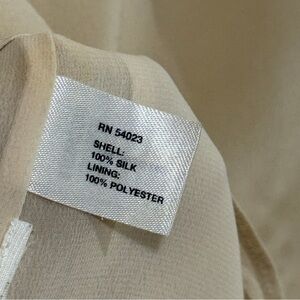 RN 54023
SHELL:
100% SILK
LINING:
100% POLYESTER